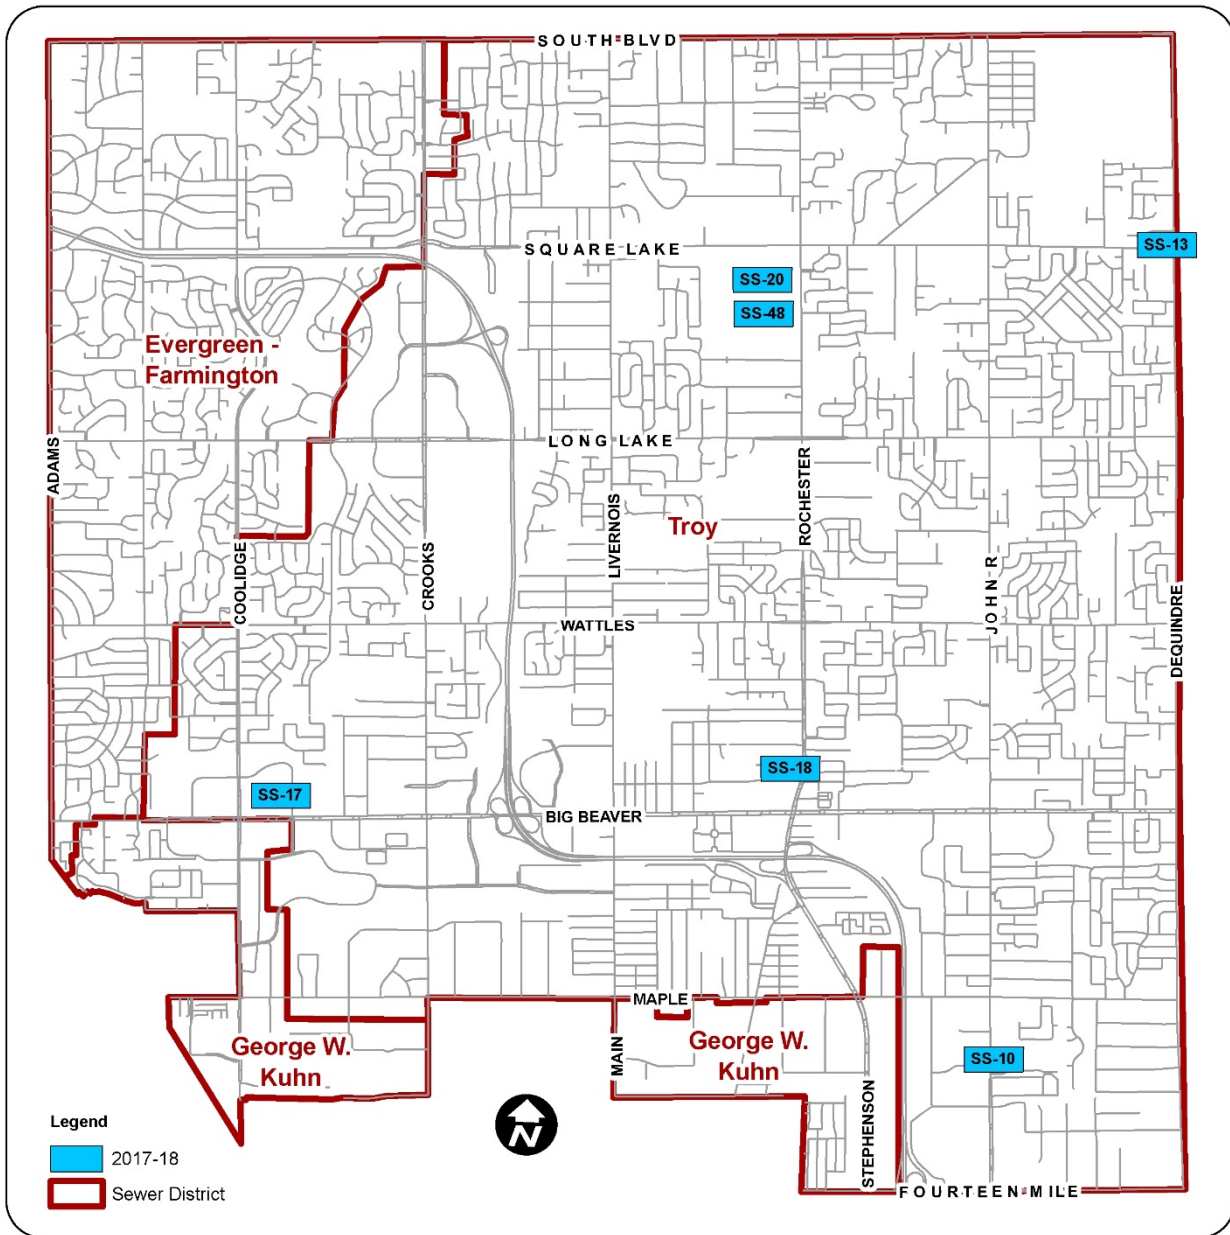 SOUTH BLVD
SQUARE LAKE
SS-13
SS-20
SS-48
Evergreen -
Farmington
ADAMS
LONG LAKE
ROCHESTER
LIVERNOIS
Troy
COOLIDGE
CROOKS
JOHN R
DEQUINDRE
WATTLES
SS-18
SS-17
BIG BEAVER
MAPLE
George W.
Kuhn
MAIN
George W.
Kuhn
SS-10
STEPHENSON
N
FOURTEEN MILE
Legend
2017-18
Sewer District